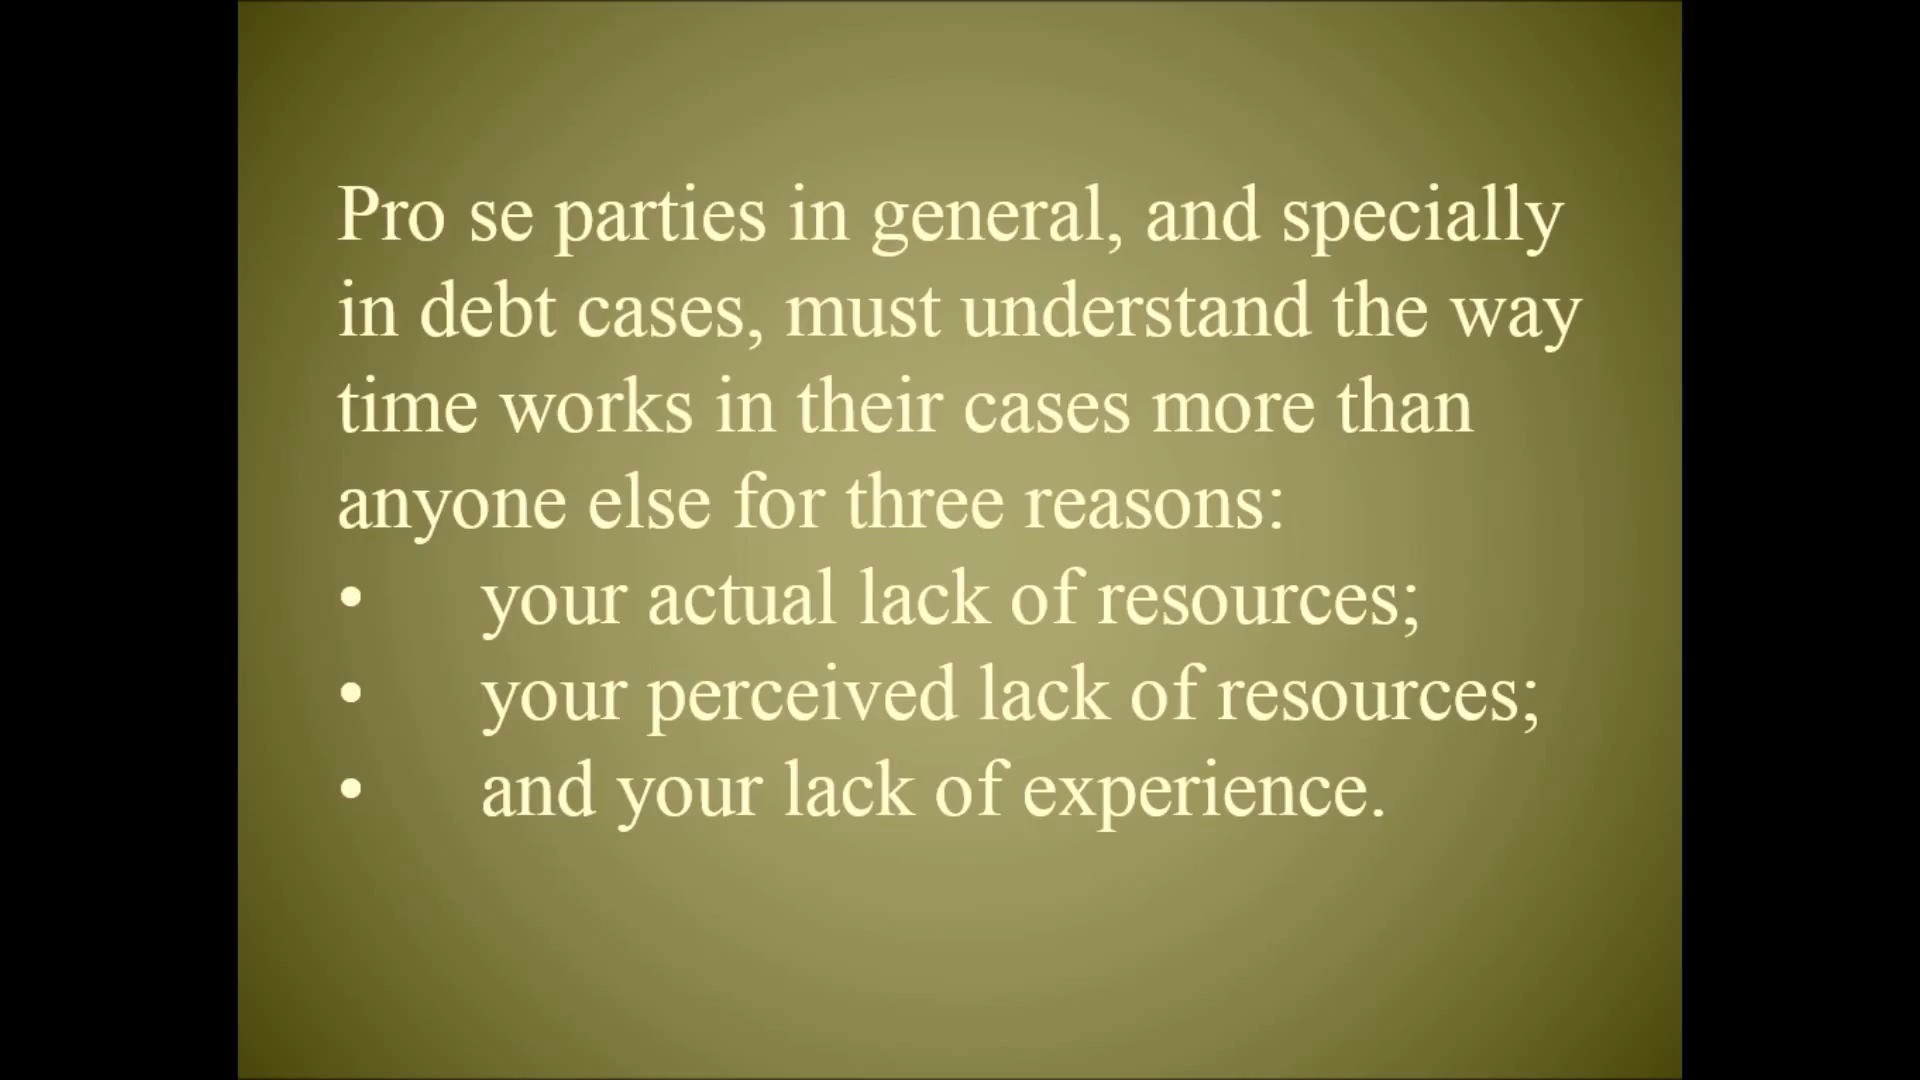 Pro se parties in general, and specially
in debt cases, must understand the way
time works in their cases more than
anyone else for three reasons:
• your actual lack of resources;
• your perceived lack of resources;
• and your lack of experience.